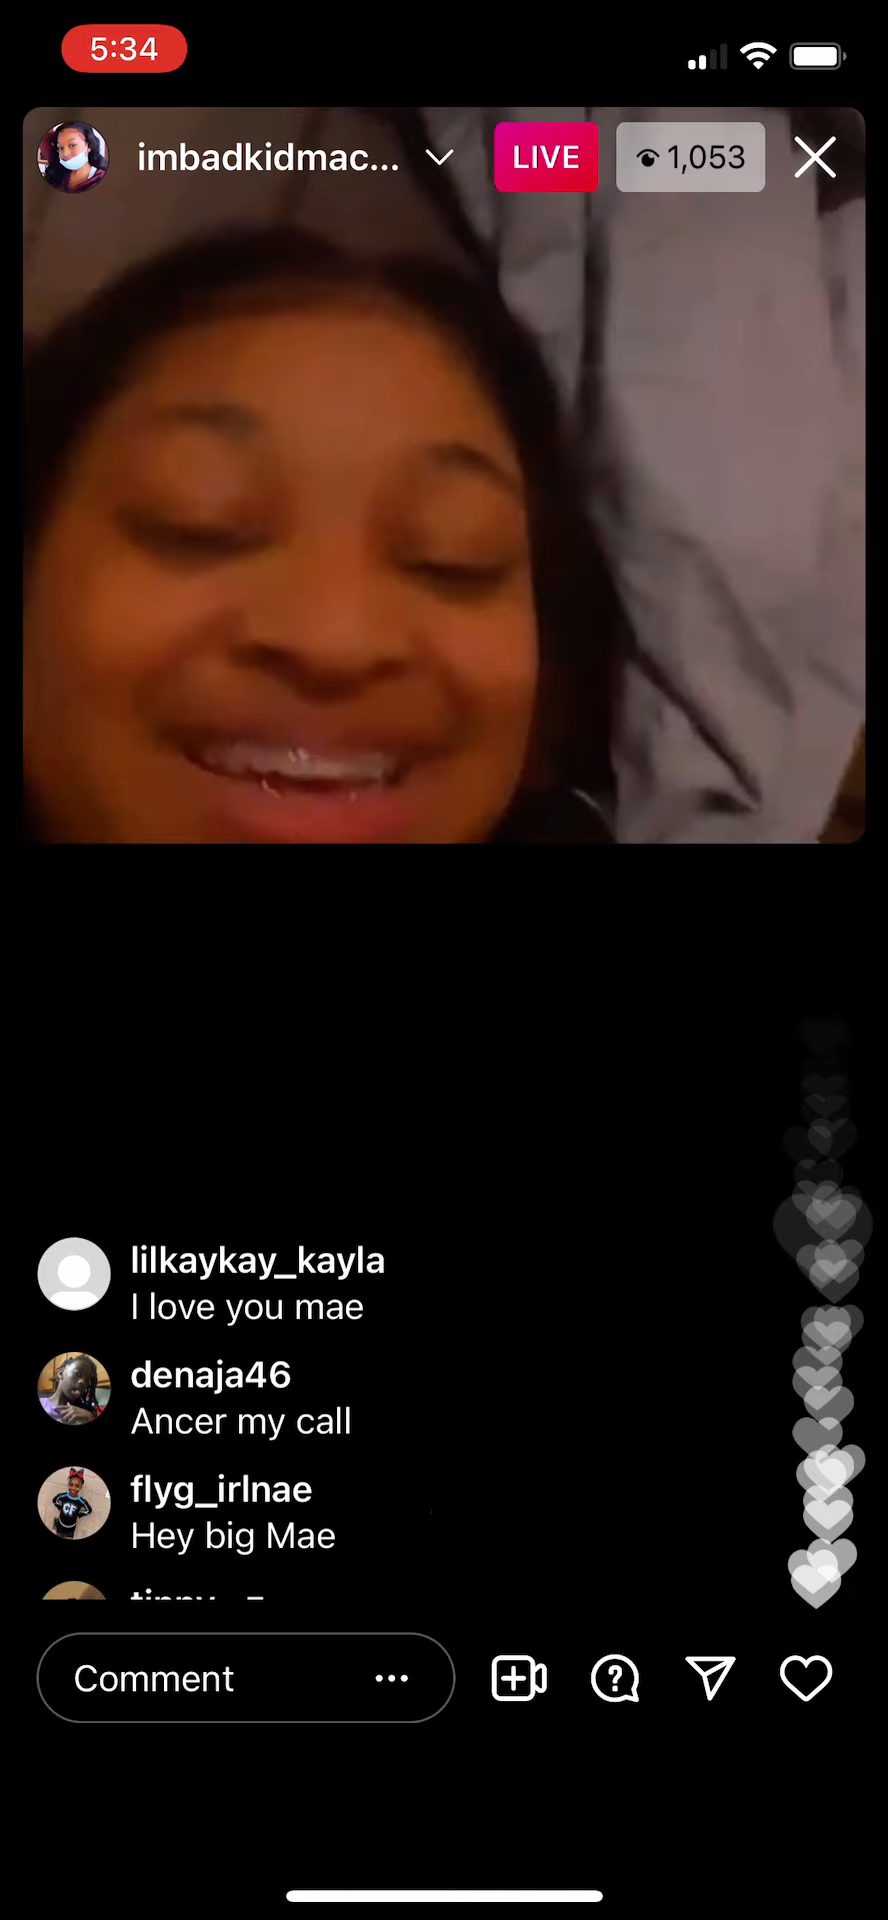 5:34
imbadkidmac...
LIVE
1,053
lilkaykay_kayla
I love you mae
denaja46
Ancer my call
flyg_irlnae
Hey big Mae
Comment